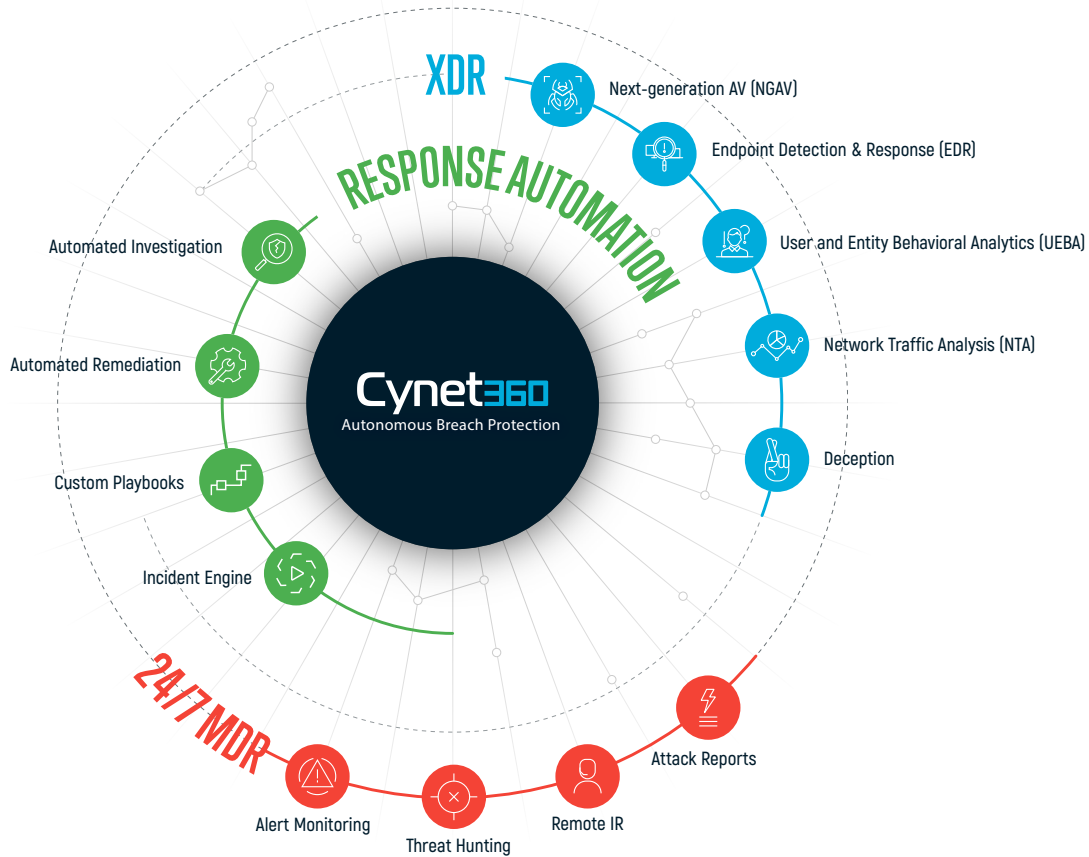 XDR
Next-generation AV (NGAV)
Endpoint Detection & Response (EDR)
User and Entity Behavioral Analytics (UEBA)
Network Traffic Analysis (NTA)
Deception
RESPONSE AUTOMATION
Automated Investigation
Automated Remediation
Custom Playbooks
Incident Engine
Cynet360
Autonomous Breach Protection
24/7 MDR
Alert Monitoring
Threat Hunting
Remote IR
Attack Reports